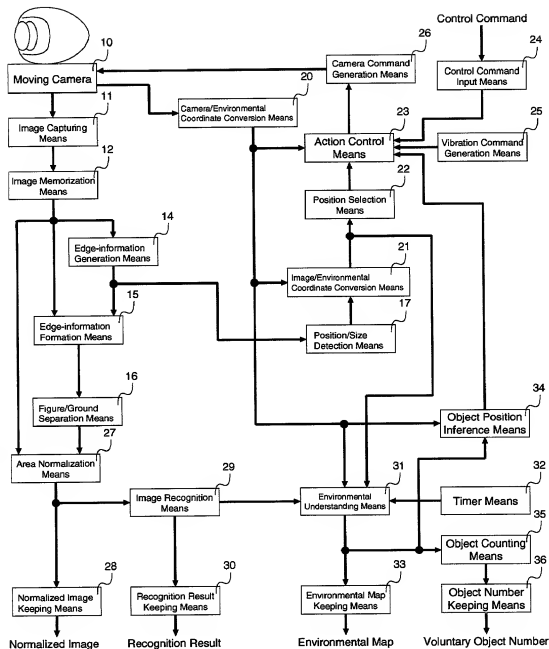 Control Command
26
24
10
Camera Command
Generation Means
20
Moving Camera
Control Command
Input Means
11
23
25
Camera/Environmental
Coordinate Conversion Means
Image Capturing
Means
Action Control
Means
Vibration Command
Generation Means
12
22
Image Memorization
Means
Position Selection
Means
14
21
Edge-information
Generation Means
Image/Environmental
Coordinate Conversion Means
15
17
Edge-information
Formation Means
Position/Size
Detection Means
16
34
Figure/Ground
Separation Means
Object Position
Inference Means
27
29
31
32
Area Normalization
Means
Image Recognition
Means
Environmental
Understanding Means
Timer Means
35
Object Counting
Means
28
30
33
36
Normalized Image
Keeping Means
Recognition Result
Keeping Means
Environmental Map
Keeping Means
Object Number
Keeping Means
Normalized Image
Recognition Result
Environmental Map
Voluntary Object Number